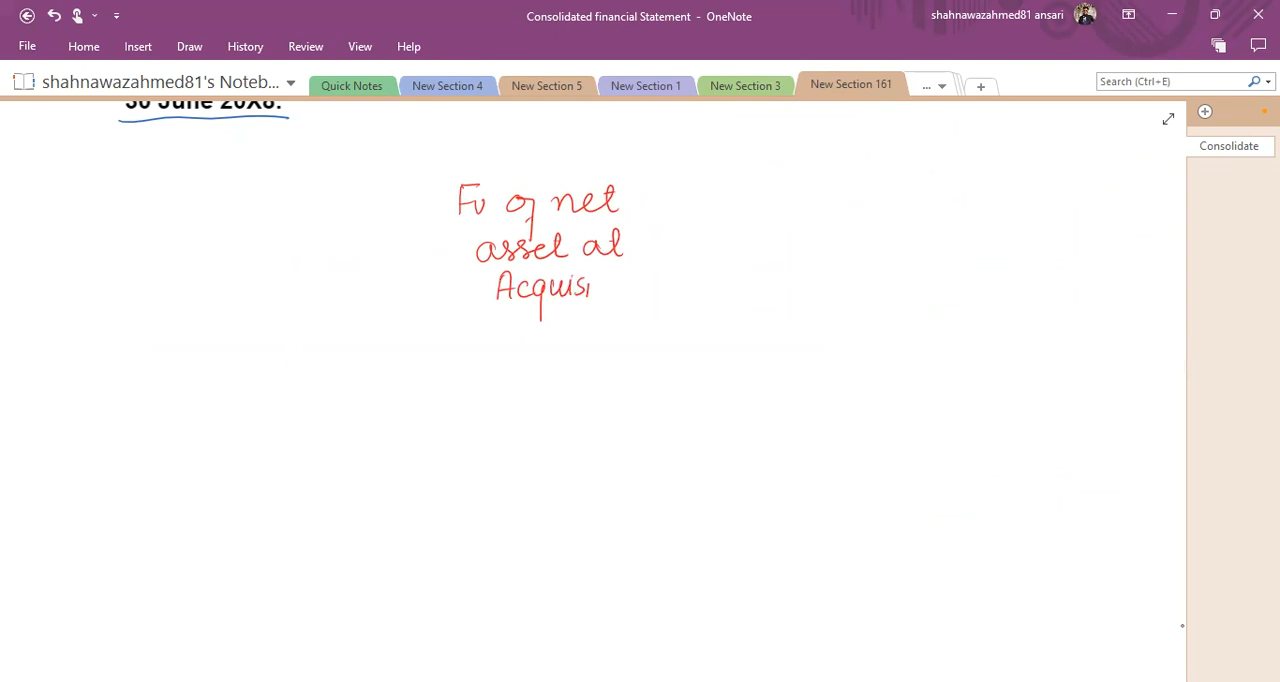 Consolidated financial Statement - OneNote
shahnawazahmed81 ansari
File Home Insert Draw History Review View Help
shahnawazahmed81's Noteb...
Quick Notes New Section 4 New Section 5 New Section 1 New Section 3 New Section 161 ... +
Search (Ctrl+E)
Consolidate
30 June 20X8.
Fv of net
asset at
Acquisi